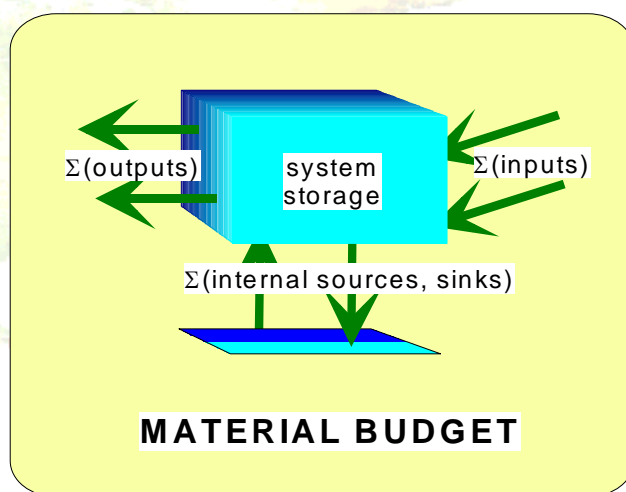 Σ(outputs)
system
storage
Σ(inputs)
Σ(internal sources, sinks)
MATERIAL BUDGET